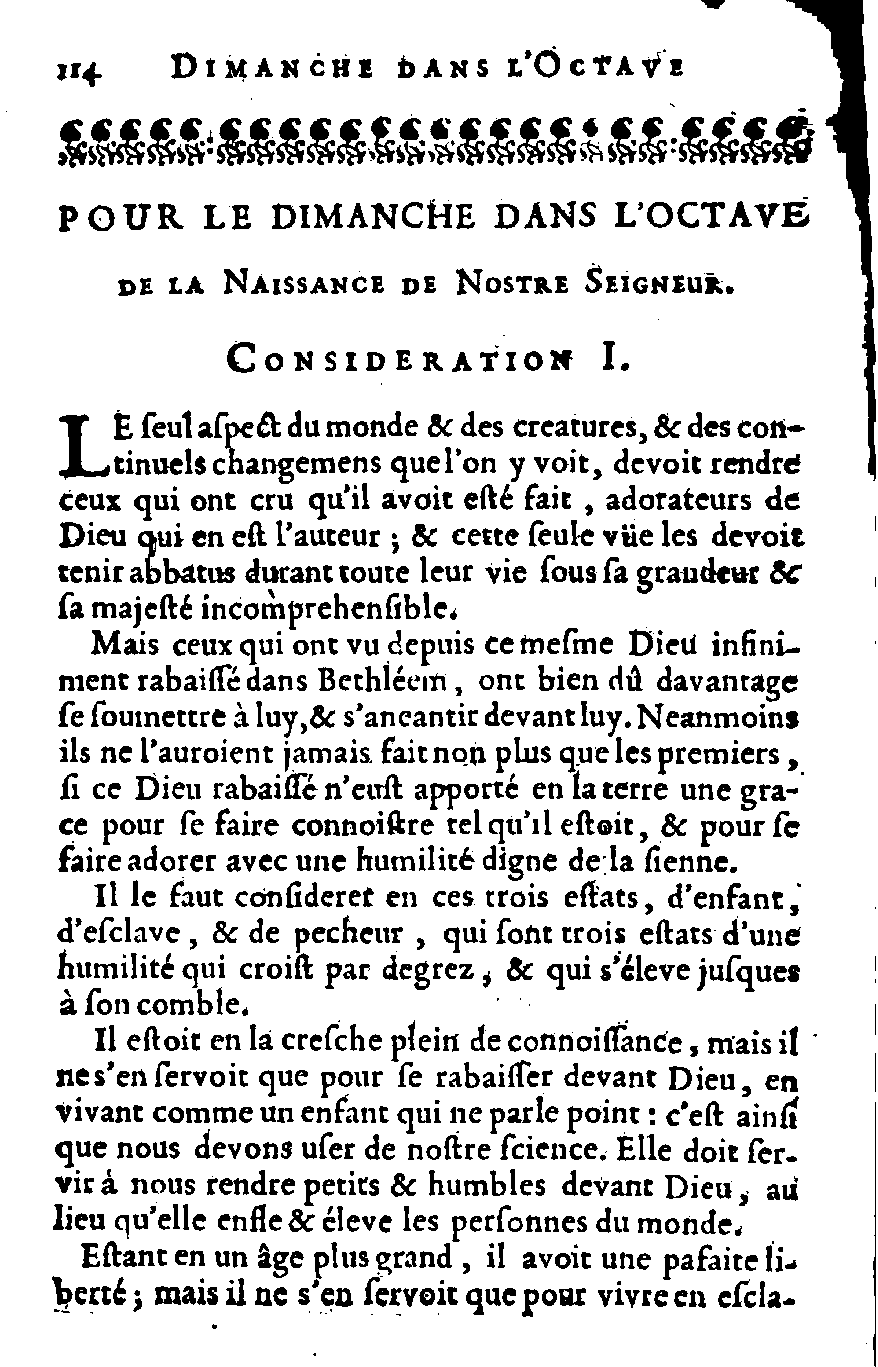 114 DIMANCHE DANS L'OCTAVE
POUR LE DIMANCHE DANS L'OCTAVE
DE LA NAISSANCE DE NOSTRE SEIGNEUR.
CONSIDERATION I.
LE ſeul aſpect du monde & des creatures, & des con-
tinuels changemens que l'on y voit, devoit rendre
ceux qui ont cru qu'il avoit eſté fait , adorateurs de
Dieu qui en eſt l'auteur ; & cette ſeule vüe les devoit
tenir abbatus durant toute leur vie ſous ſa grandeur &
ſa majeſté incomprehenſible.
Mais ceux qui ont vu depuis ce meſme Dieu infini-
ment rabaiſſé dans Bethléem , ont bien dû davantage
ſe ſoumettre à luy,& s'aneantir devant luy. Neanmoins
ils ne l'auroient jamais fait non plus que les premiers ,
ſi ce Dieu rabaiſſé n'euſt apporté en la terre une gra-
ce pour ſe faire connoiſtre tel qu'il eſtoit , & pour ſe
faire adorer avec une humilité digne de la ſienne.
Il le faut conſiderer en ces trois eſtats , d'enfant ,
d'eſclave , & de pecheur , qui ſont trois eſtats d'une
humilité qui croiſt par degrez , & qui s'éleve juſques
à ſon comble.
Il eſtoit en la creſche plein de connoiſſance , mais il
ne s'en ſervoit que pour ſe rabaiſſer devant Dieu, en
vivant comme un enfant qui ne parle point : c'eſt ainſi
que nous devons uſer de noſtre ſcience. Elle doit ſer-
vir à nous rendre petits & humbles devant Dieu , au
lieu qu'elle enfle & éleve les perſonnes du monde.
Eſtant en un âge plus grand , il avoit une pafaite li-
berté ; mais il ne s'en ſervoit que pour vivre en eſcla-